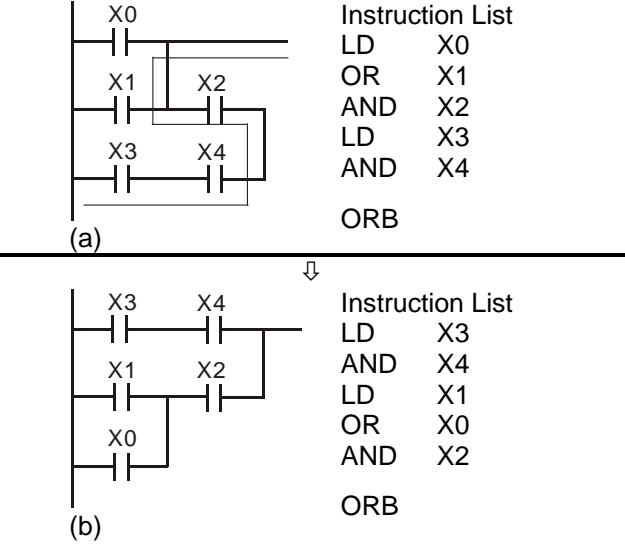 X0
X1 X2
X3 X4
(a)
Instruction List
LD X0
OR X1
AND X2
LD X3
AND X4
ORB
⇩
X3 X4
X1 X2
X0
(b)
Instruction List
LD X3
AND X4
LD X1
OR X0
AND X2
ORB